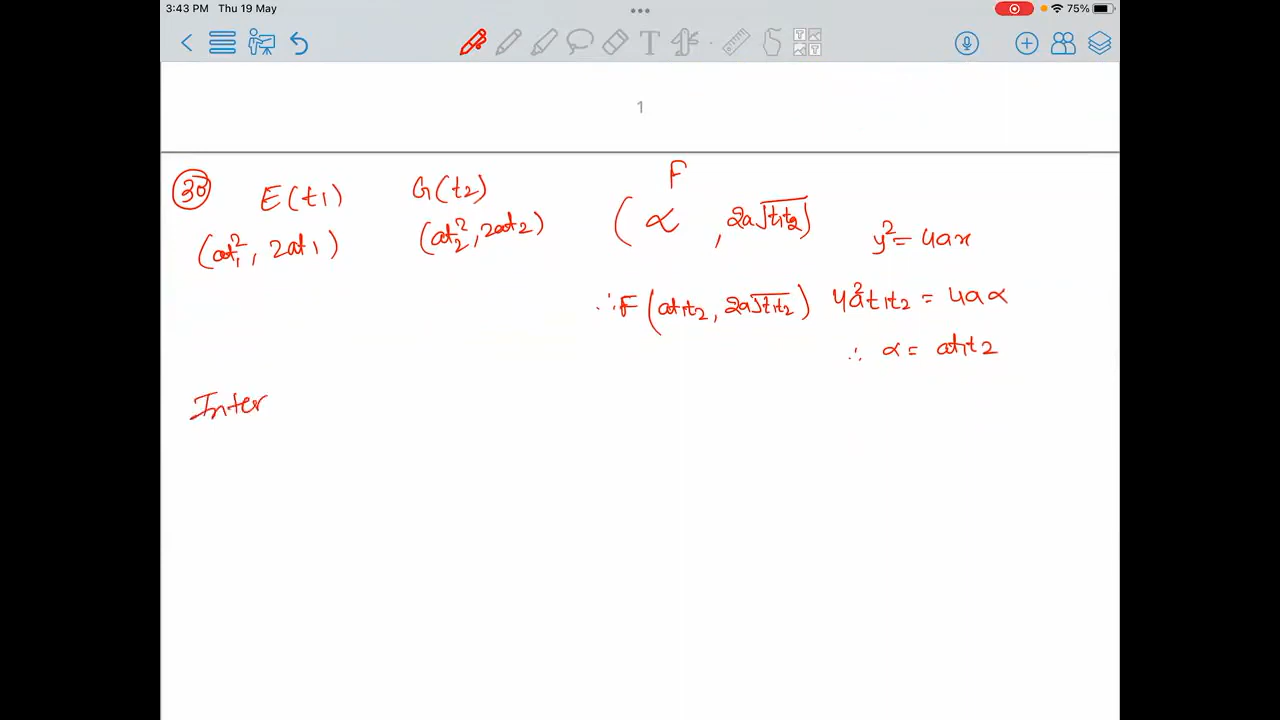 3:43 PM Thu 19 May
75%
T
1
30
E(t1) G(t2) F
(at₁², 2at1) (at₂², 2at2) (α, 2a√t1t2)
y² = 4ax
∴ F (at1t2, 2a√t1t2) 4a²t1t2 = 4aα
∴ α = at1t2
Inter